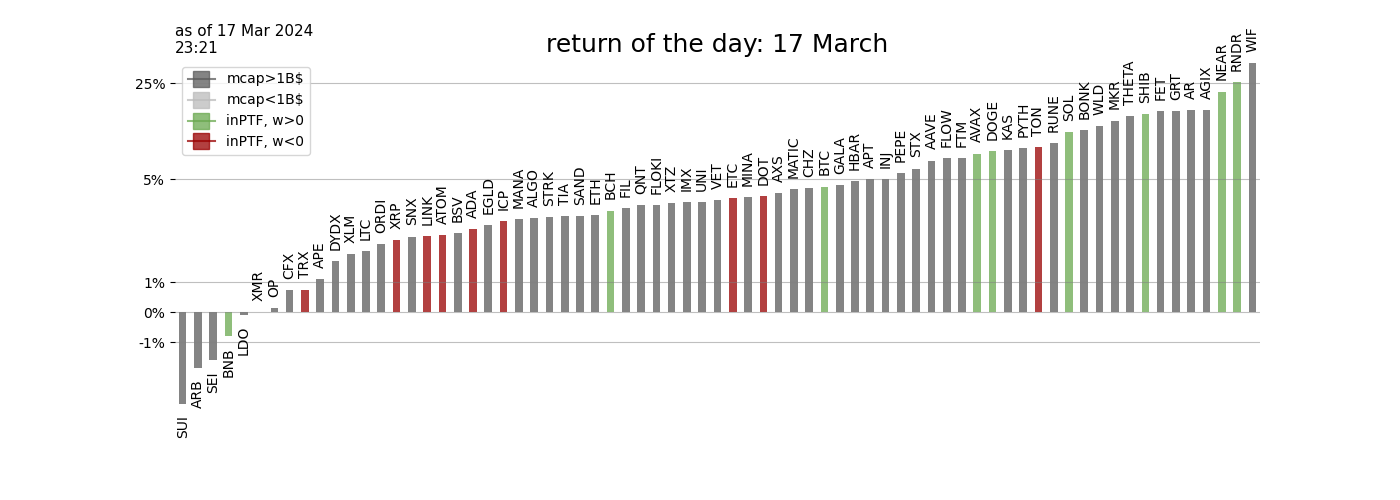 as of 17 Mar 2024
23:21
return of the day: 17 March
mcap>1B$
mcap<1B$
inPTF, w>0
inPTF, w<0
25%
5%
1%
0%
-1%
SUI
ARB
SEI
BNB
LDO
XMR
OP
CFX
TRX
APE
DYDX
XLM
LTC
ORDI
XRP
SNX
LINK
ATOM
BSV
ADA
EGLD
ICP
MANA
ALGO
STRK
TIA
SAND
ETH
BCH
FIL
QNT
FLOKI
XTZ
IMX
UNI
VET
ETC
MINA
DOT
AXS
MATIC
CHZ
BTC
GALA
HBAR
APT
INJ
PEPE
STX
AAVE
FLOW
FTM
AVAX
DOGE
KAS
PYTH
TON
RUNE
SOL
BONK
WLD
MKR
THETA
SHIB
FET
GRT
AR
AGIX
NEAR
RNDR
WIF